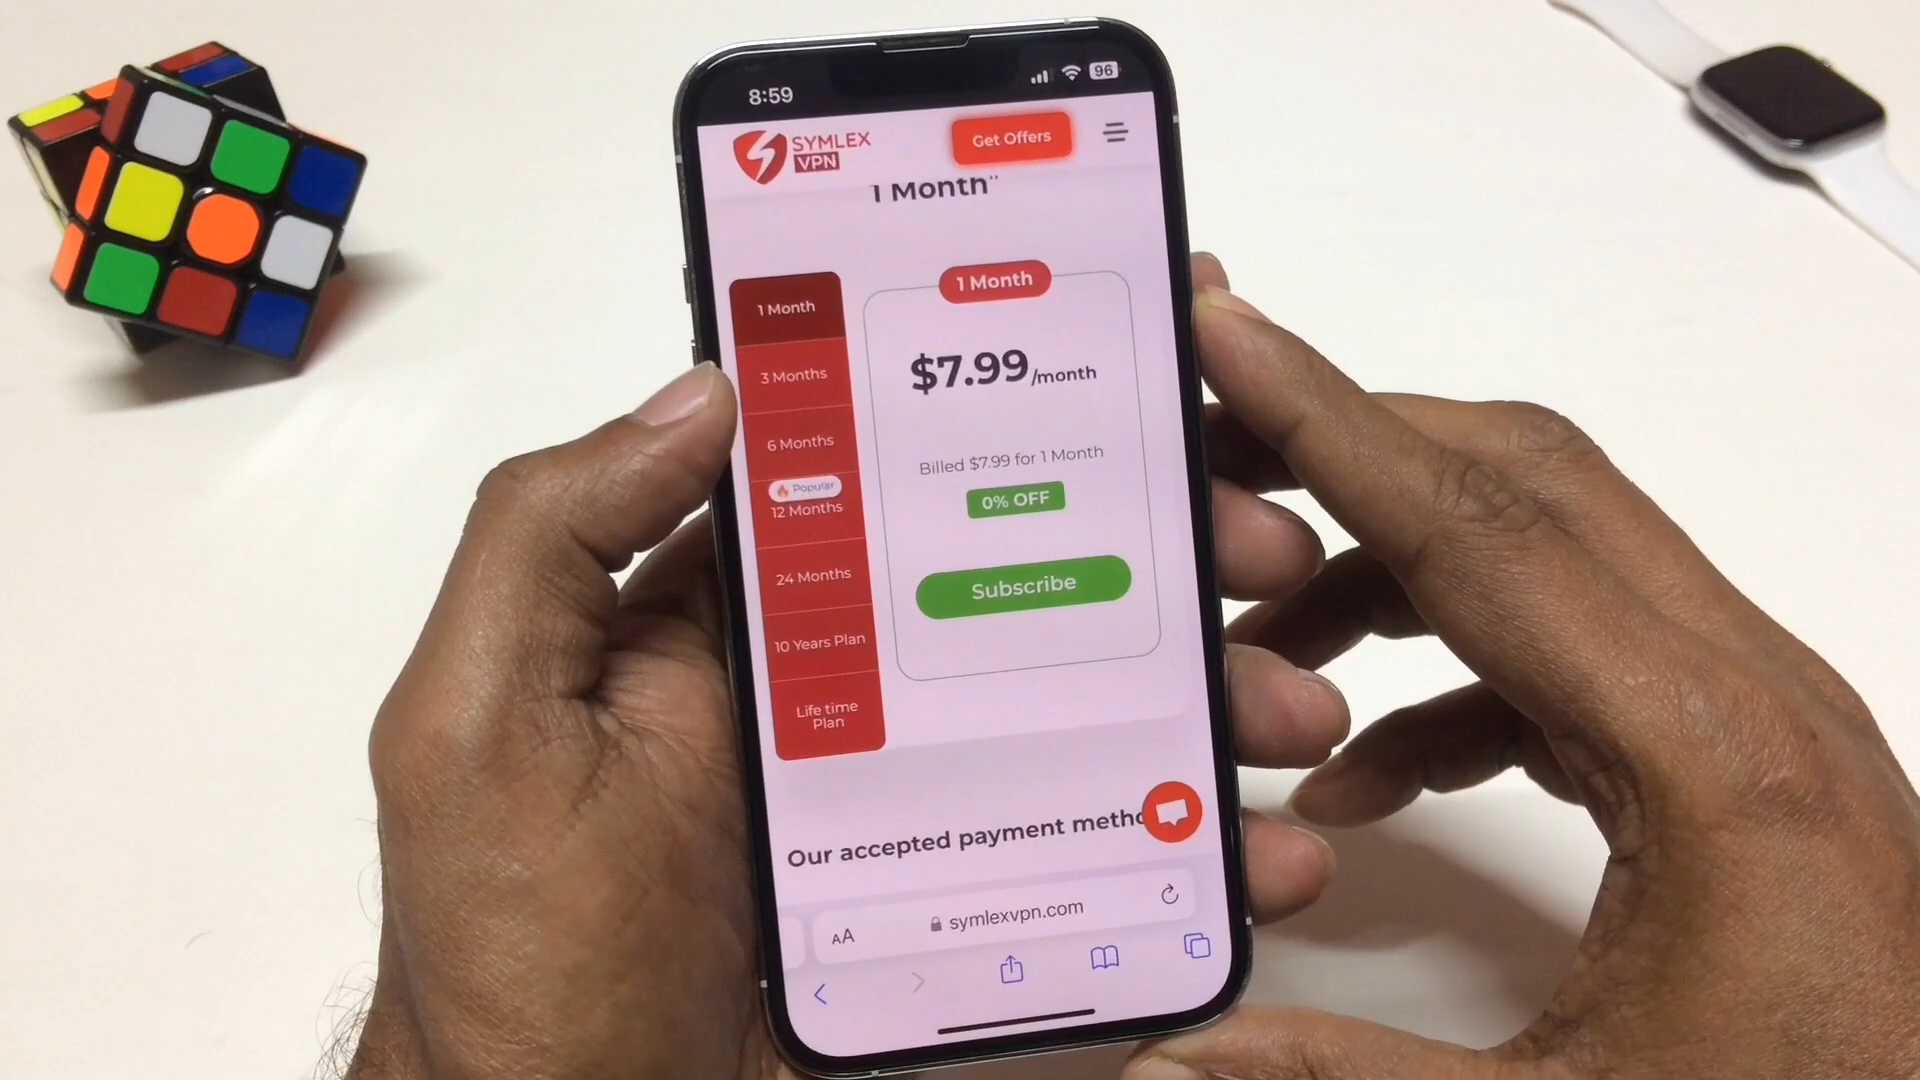 8:59
96
SYMLEX
VPN
Get Offers
1 Month"
1 Month
3 Months
6 Months
Popular
12 Months
24 Months
10 Years Plan
Life time
Plan
1 Month
$7.99/month
Billed $7.99 for 1 Month
0% OFF
Subscribe
Our accepted payment metho
AA
symlexvpn.com